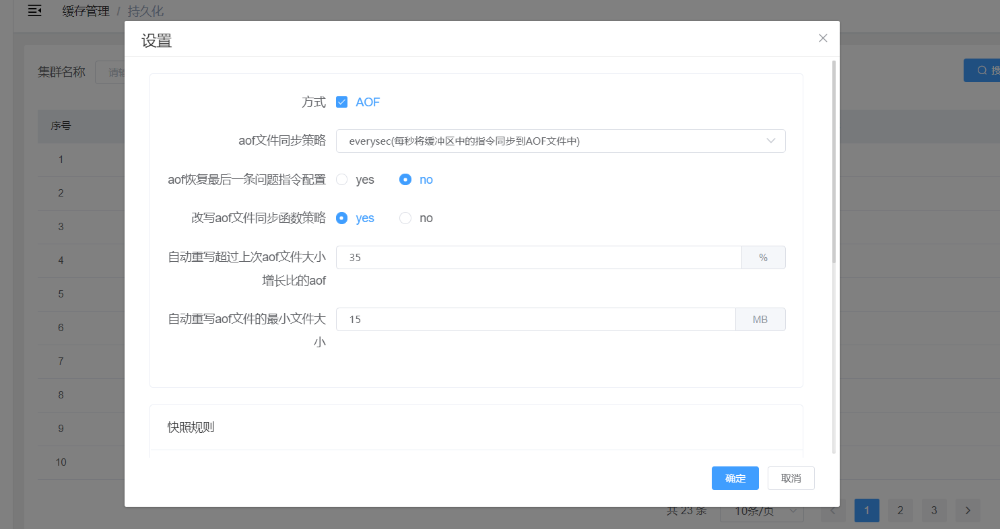 缓存管理 / 持久化
设置
集群名称 请输
搜
方式 AOF
序号
aof文件同步策略 everysec(每秒将缓冲区中的指令同步到AOF文件中)
1
aof恢复最后一条问题指令配置 yes no
2
改写aof文件同步函数策略 yes no
3
自动重写超过上次aof文件大小 35 %
4
增长比的aof
5
自动重写aof文件的最小文件大 15 MB
6
小
7
8
快照规则
9
10
确定 取消
共 23 条 10条/页 1 2 3